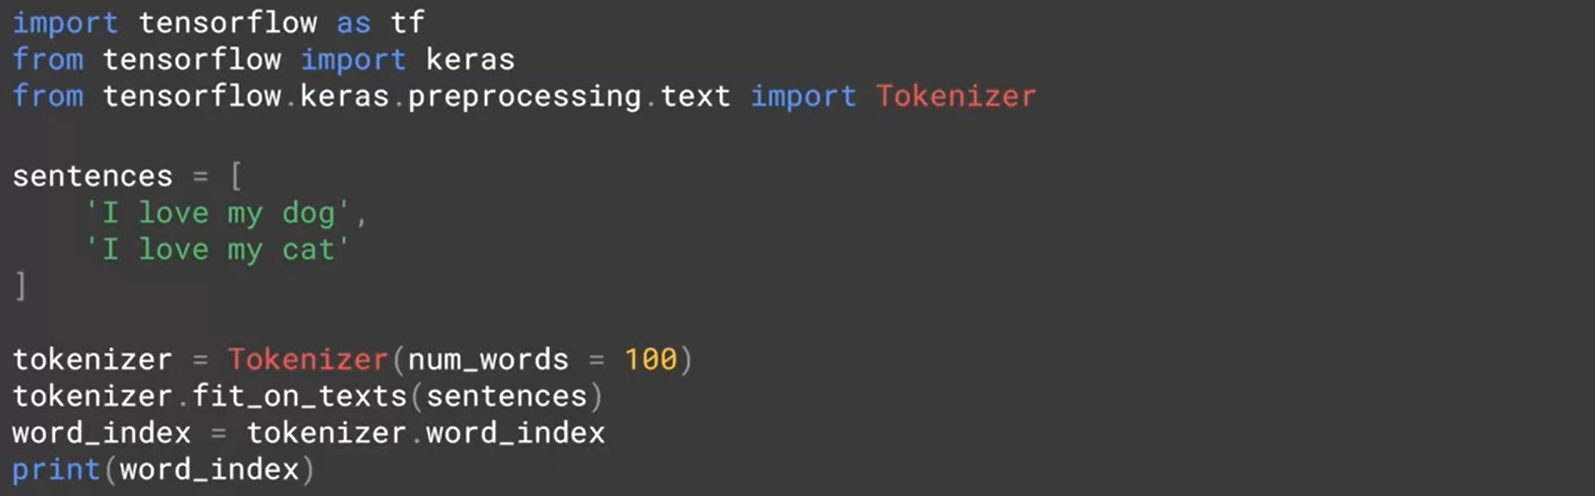 import tensorflow as tf
from tensorflow import keras
from tensorflow.keras.preprocessing.text import Tokenizer

sentences = [
    'I love my dog',
    'I love my cat'
]

tokenizer = Tokenizer(num_words = 100)
tokenizer.fit_on_texts(sentences)
word_index = tokenizer.word_index
print(word_index)